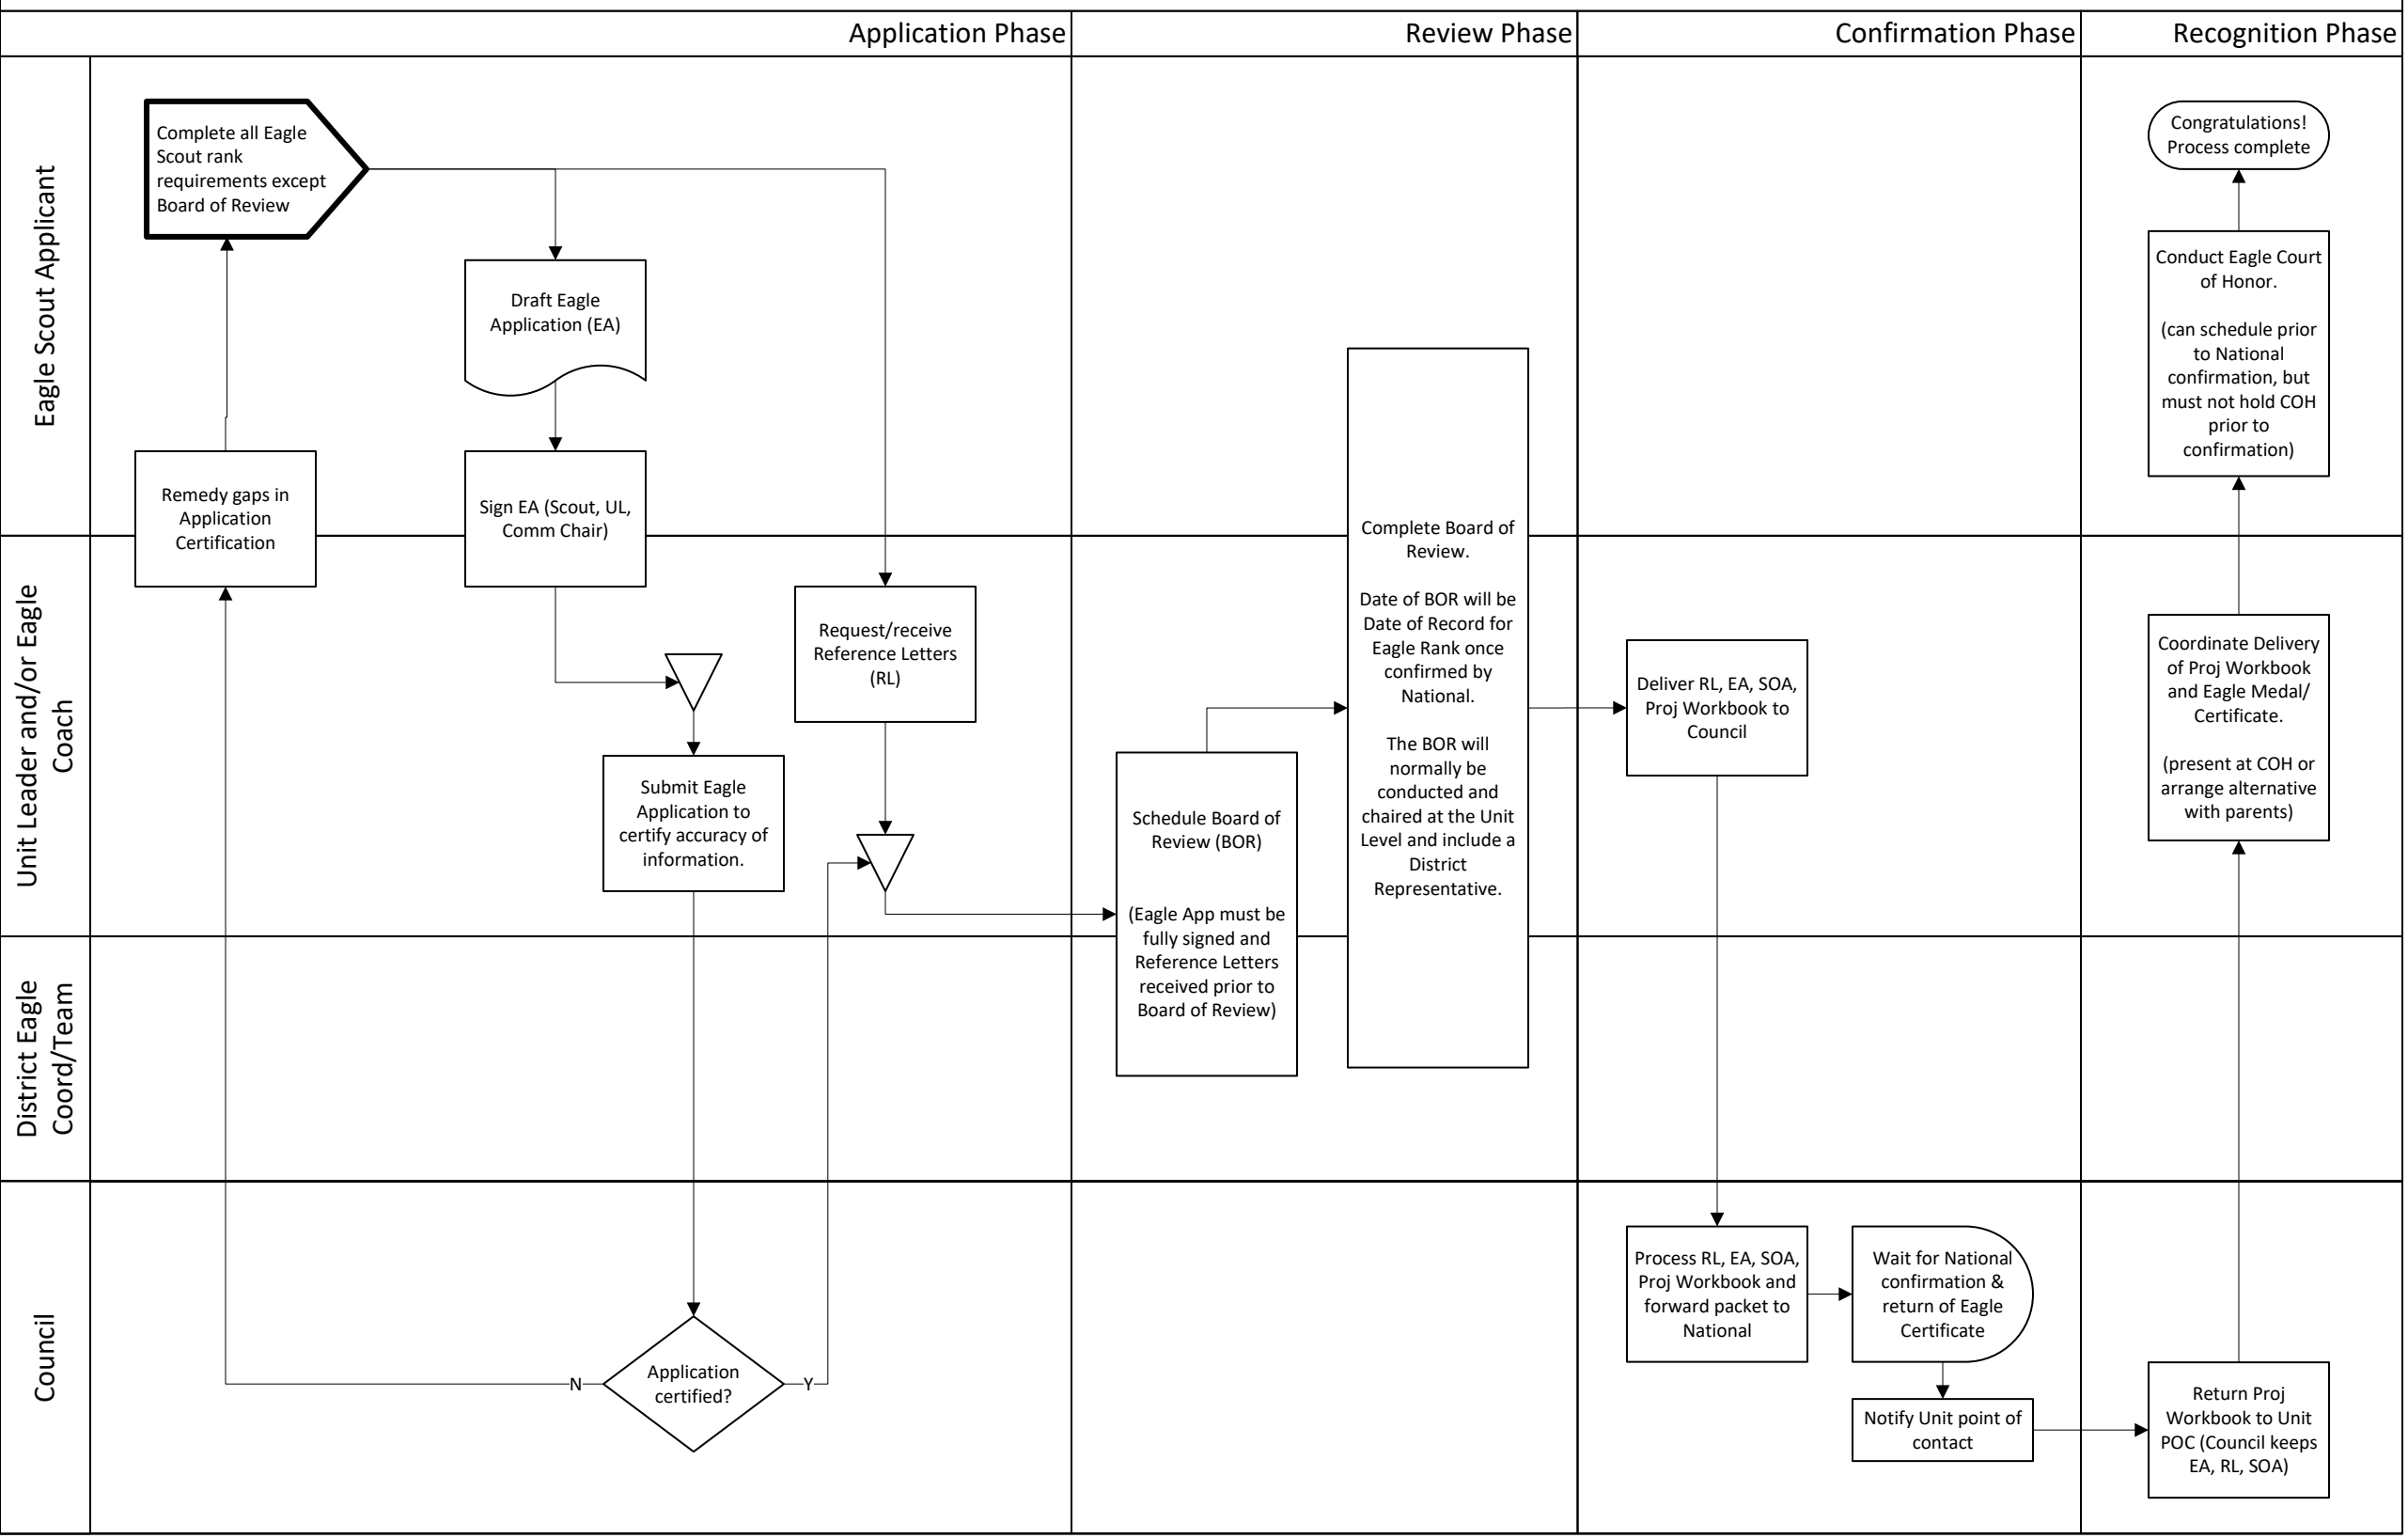 Application Phase
Review Phase
Confirmation Phase
Recognition Phase
Eagle Scout Applicant
Complete all Eagle
Scout rank
requirements except
Board of Review
Draft Eagle
Application (EA)
Remedy gaps in
Application
Certification
Sign EA (Scout, UL,
Comm Chair)
Congratulations!
Process complete
Conduct Eagle Court
of Honor.
(can schedule prior
to National
confirmation, but
must not hold COH
prior to
confirmation)
Unit Leader and/or Eagle
Coach
Request/receive
Reference Letters
(RL)
Submit Eagle
Application to
certify accuracy of
information.
Schedule Board of
Review (BOR)
(Eagle App must be
fully signed and
Reference Letters
received prior to
Board of Review)
Complete Board of
Review.
Date of BOR will be
Date of Record for
Eagle Rank once
confirmed by
National.
The BOR will
normally be
conducted and
chaired at the Unit
Level and include a
District
Representative.
Deliver RL, EA, SOA,
Proj Workbook to
Council
Coordinate Delivery
of Proj Workbook
and Eagle Medal/
Certificate.
(present at COH or
arrange alternative
with parents)
District Eagle
Coord/Team
Council
N
Application
certified?
Y
Process RL, EA, SOA,
Proj Workbook and
forward packet to
National
Wait for National
confirmation &
return of Eagle
Certificate
Notify Unit point of
contact
Return Proj
Workbook to Unit
POC (Council keeps
EA, RL, SOA)